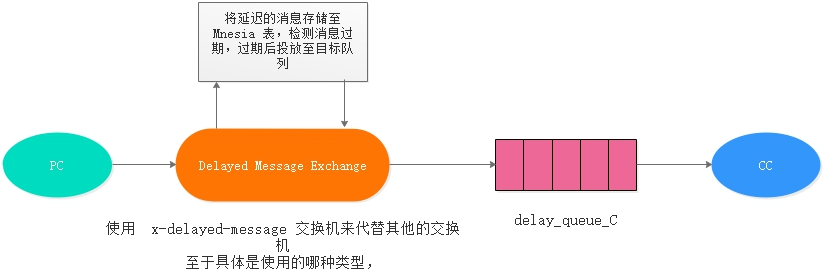 将延迟的消息存储至
Mnesia 表，检测消息过
期，过期后投放至目标队
列
PC
Delayed Message Exchange
CC
delay_queue_C
使用 x-delayed-message 交换机来代替其他的交换
机
至于具体是使用的哪种类型，